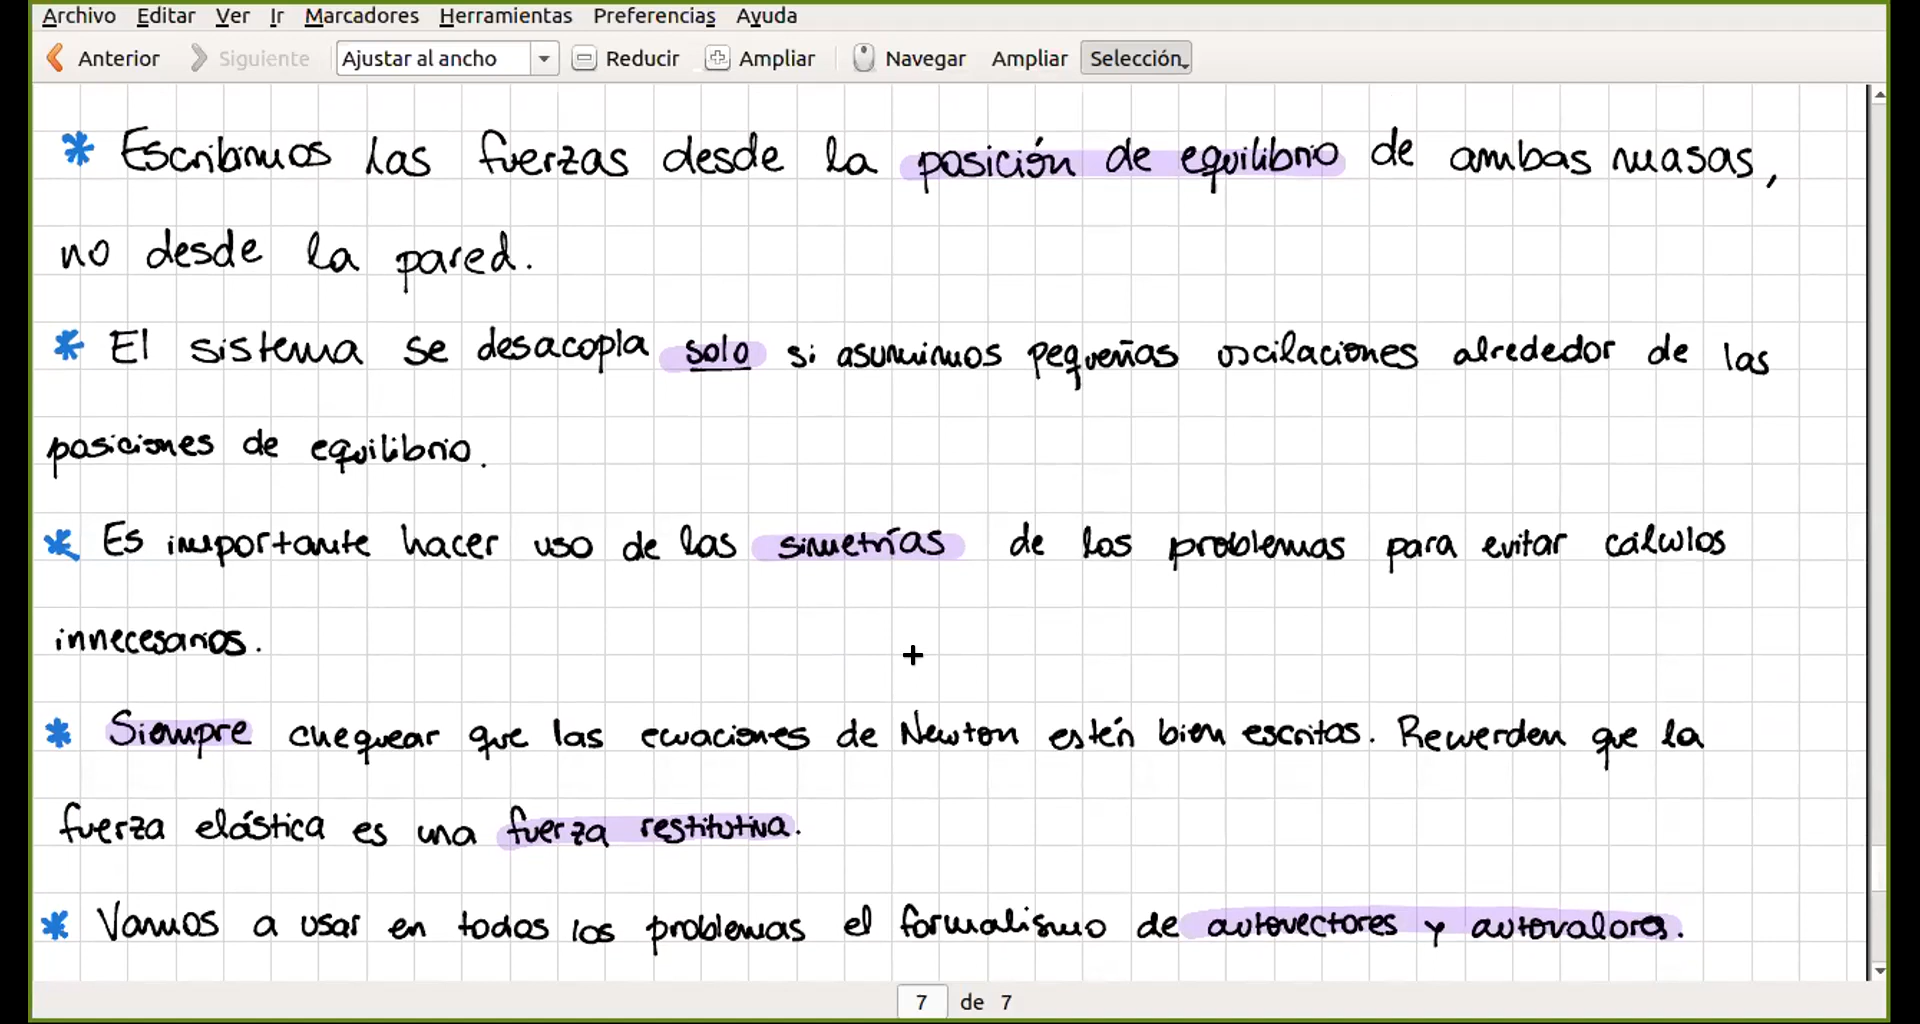 Archivo Editar Ver Ir Marcadores Herramientas Preferencias Ayuda
Anterior Siguiente Ajustar al ancho Reducir Ampliar Navegar Ampliar Selección
* Escribimos las fuerzas desde la posición de equilibrio de ambas masas,
no desde la pared.
* El sistema se desacopla solo si asumimos pequeñas oscilaciones alrededor de las
posiciones de equilibrio.
* Es importante hacer uso de las simetrías de los problemas para evitar cálculos
innecesarios.
* Siempre chequear que las ecuaciones de Newton estén bien escritas. Recuerden que la
fuerza elástica es una fuerza restitutiva.
* Vamos a usar en todos los problemas el formalismo de autovectores y autovalores.
7 de 7